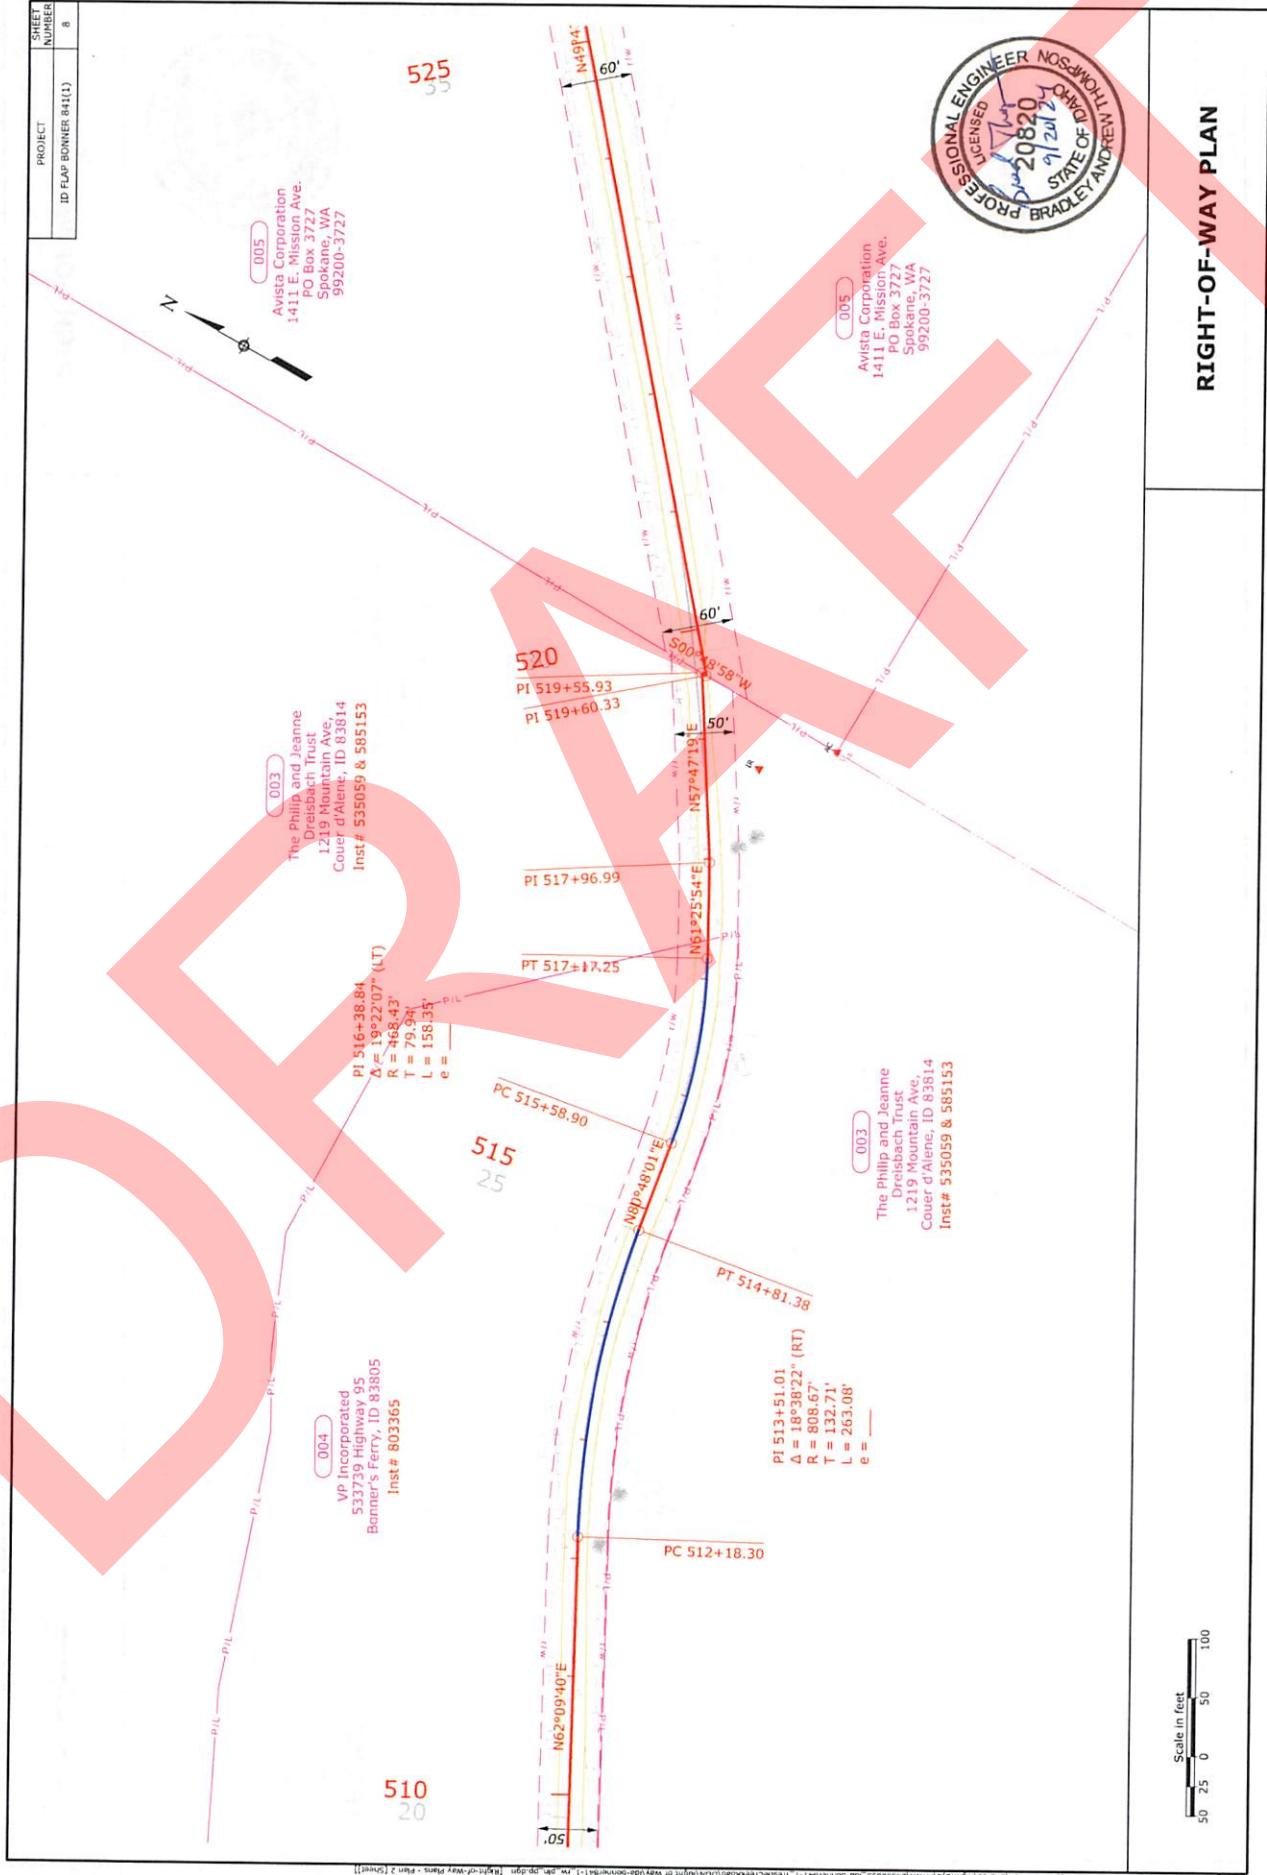 PROJECT
SHEET
NUMBER
ID FLAP BONNER 841(1)
8
525
35
N
60'
005
Avista Corporation
1411 E. Mission Ave.
PO Box 3727
Spokane, WA
99200-3727
005
Avista Corporation
1411 E. Mission Ave.
PO Box 3727
Spokane, WA
99200-3727
PROFESSIONAL ENGINEER
LICENSED
20820
9/20/24
STATE OF IDAHO
BRADLEY ANDREW THOMPSON
RIGHT-OF-WAY PLAN
520
PI 519+55.93
PI 519+60.33
S00°48'58"W
60'
50'
N57°47'19"E
PI 517+96.99
N61°25'54"E
PT 517+17.25
003
The Philip and Jeanne
Dreisbach Trust
1219 Mountain Ave,
Couer d'Alene, ID 83814
Inst# 535059 & 585153
PI 516+38.84
Δ = 19°22'07" (LT)
R = 468.43'
T = 79.94'
L = 158.35'
e = ____
PC 515+58.90
515
25
N80°48'01"E
PT 514+81.38
003
The Philip and Jeanne
Dreisbach Trust
1219 Mountain Ave,
Couer d'Alene, ID 83814
Inst# 535059 & 585153
PI 513+51.01
Δ = 18°38'22" (RT)
R = 808.67'
T = 132.71'
L = 263.08'
e = ____
004
VP Incorporated
533739 Highway 95
Bonner's Ferry, ID 83805
Inst# 803365
PC 512+18.30
N62°09'40"E
510
20
50'
P/L
r/w
Scale in feet
50 25 0 50 100
DRAFT